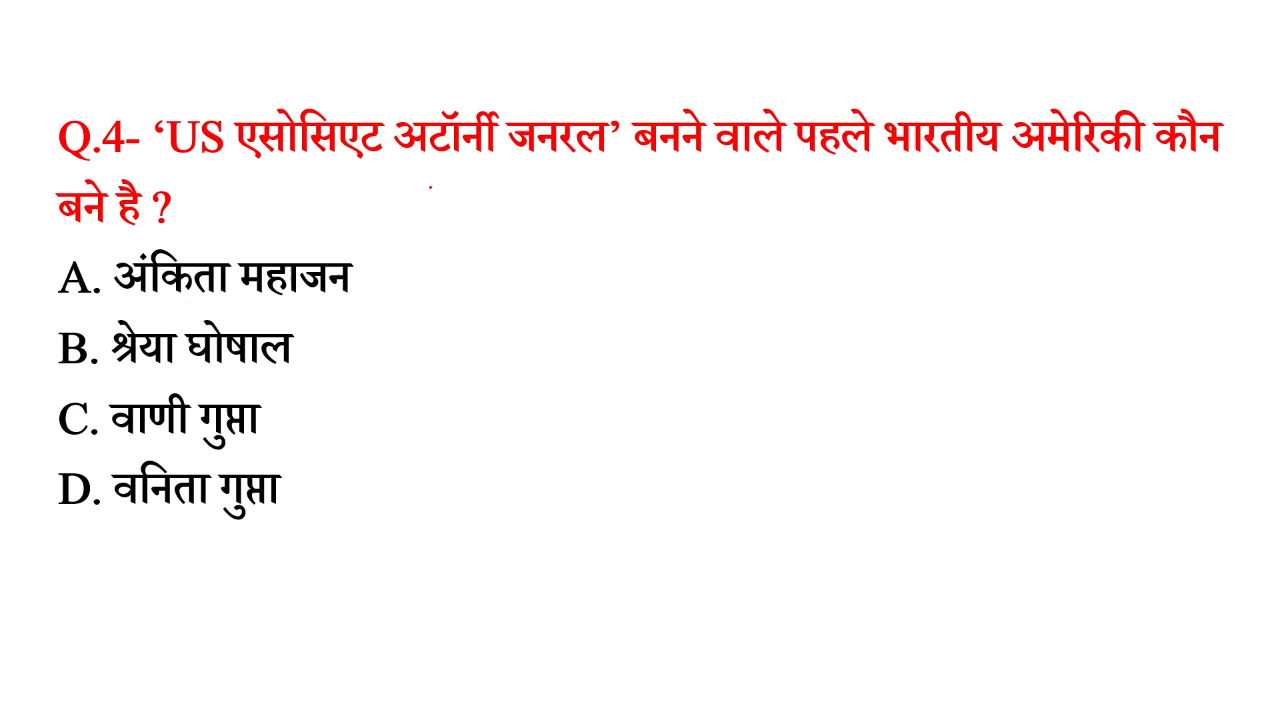 Q.4- ‘US एसोसिएट अटॉर्नी जनरल’ बनने वाले पहले भारतीय अमेरिकी कौन
बने है ?
A. अंकिता महाजन
B. श्रेया घोषाल
C. वाणी गुप्ता
D. वनिता गुप्ता